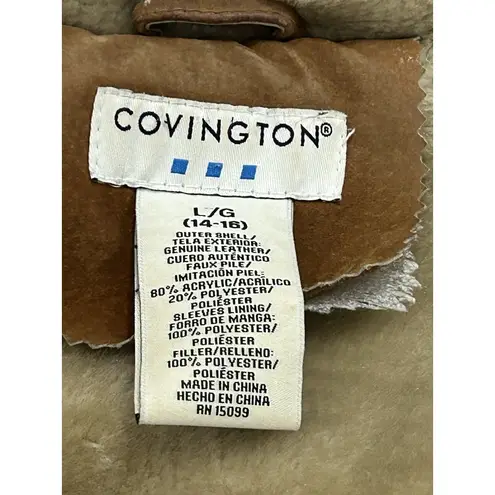 COVINGTON®
L/G
(14-16)
OUTER SHELL/
TELA EXTERIOR:
GENUINE LEATHER/
CUERO AUTÉNTICO
FAUX PILE/
IMITACIÓN PIEL:
80% ACRYLIC/ACRÍLICO
20% POLYESTER/
POLIÉSTER
SLEEVES LINING/
FORRO DE MANGA:
100% POLYESTER/
POLIÉSTER
FILLER/RELLENO:
100% POLYESTER/
POLIÉSTER
MADE IN CHINA
HECHO EN CHINA
RN 15099